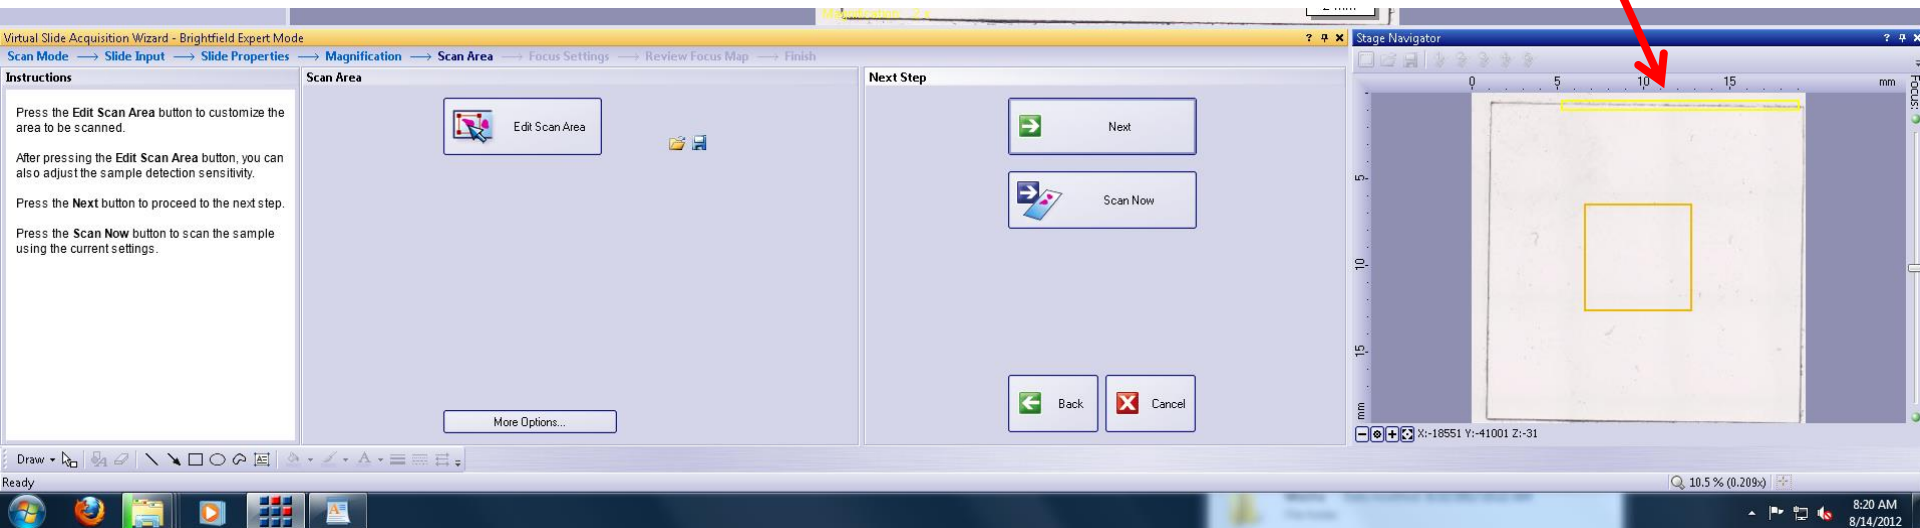 Magnification: 2 x
2 mm
Virtual Slide Acquisition Wizard - Brightfield Expert Mode
Scan Mode → Slide Input → Slide Properties → Magnification → Scan Area → Focus Settings → Review Focus Map → Finish
Instructions
Press the Edit Scan Area button to customize the
area to be scanned.
After pressing the Edit Scan Area button, you can
also adjust the sample detection sensitivity.
Press the Next button to proceed to the next step.
Press the Scan Now button to scan the sample
using the current settings.
Scan Area
Edit Scan Area
More Options...
Next Step
Next
Scan Now
Back
Cancel
Stage Navigator
0 5 10 15 mm
5
10
15
mm
Focus:
X:-18551 Y:-41001 Z:-31
Draw
Ready
10.5 % (0.209x)
8:20 AM
8/14/2012